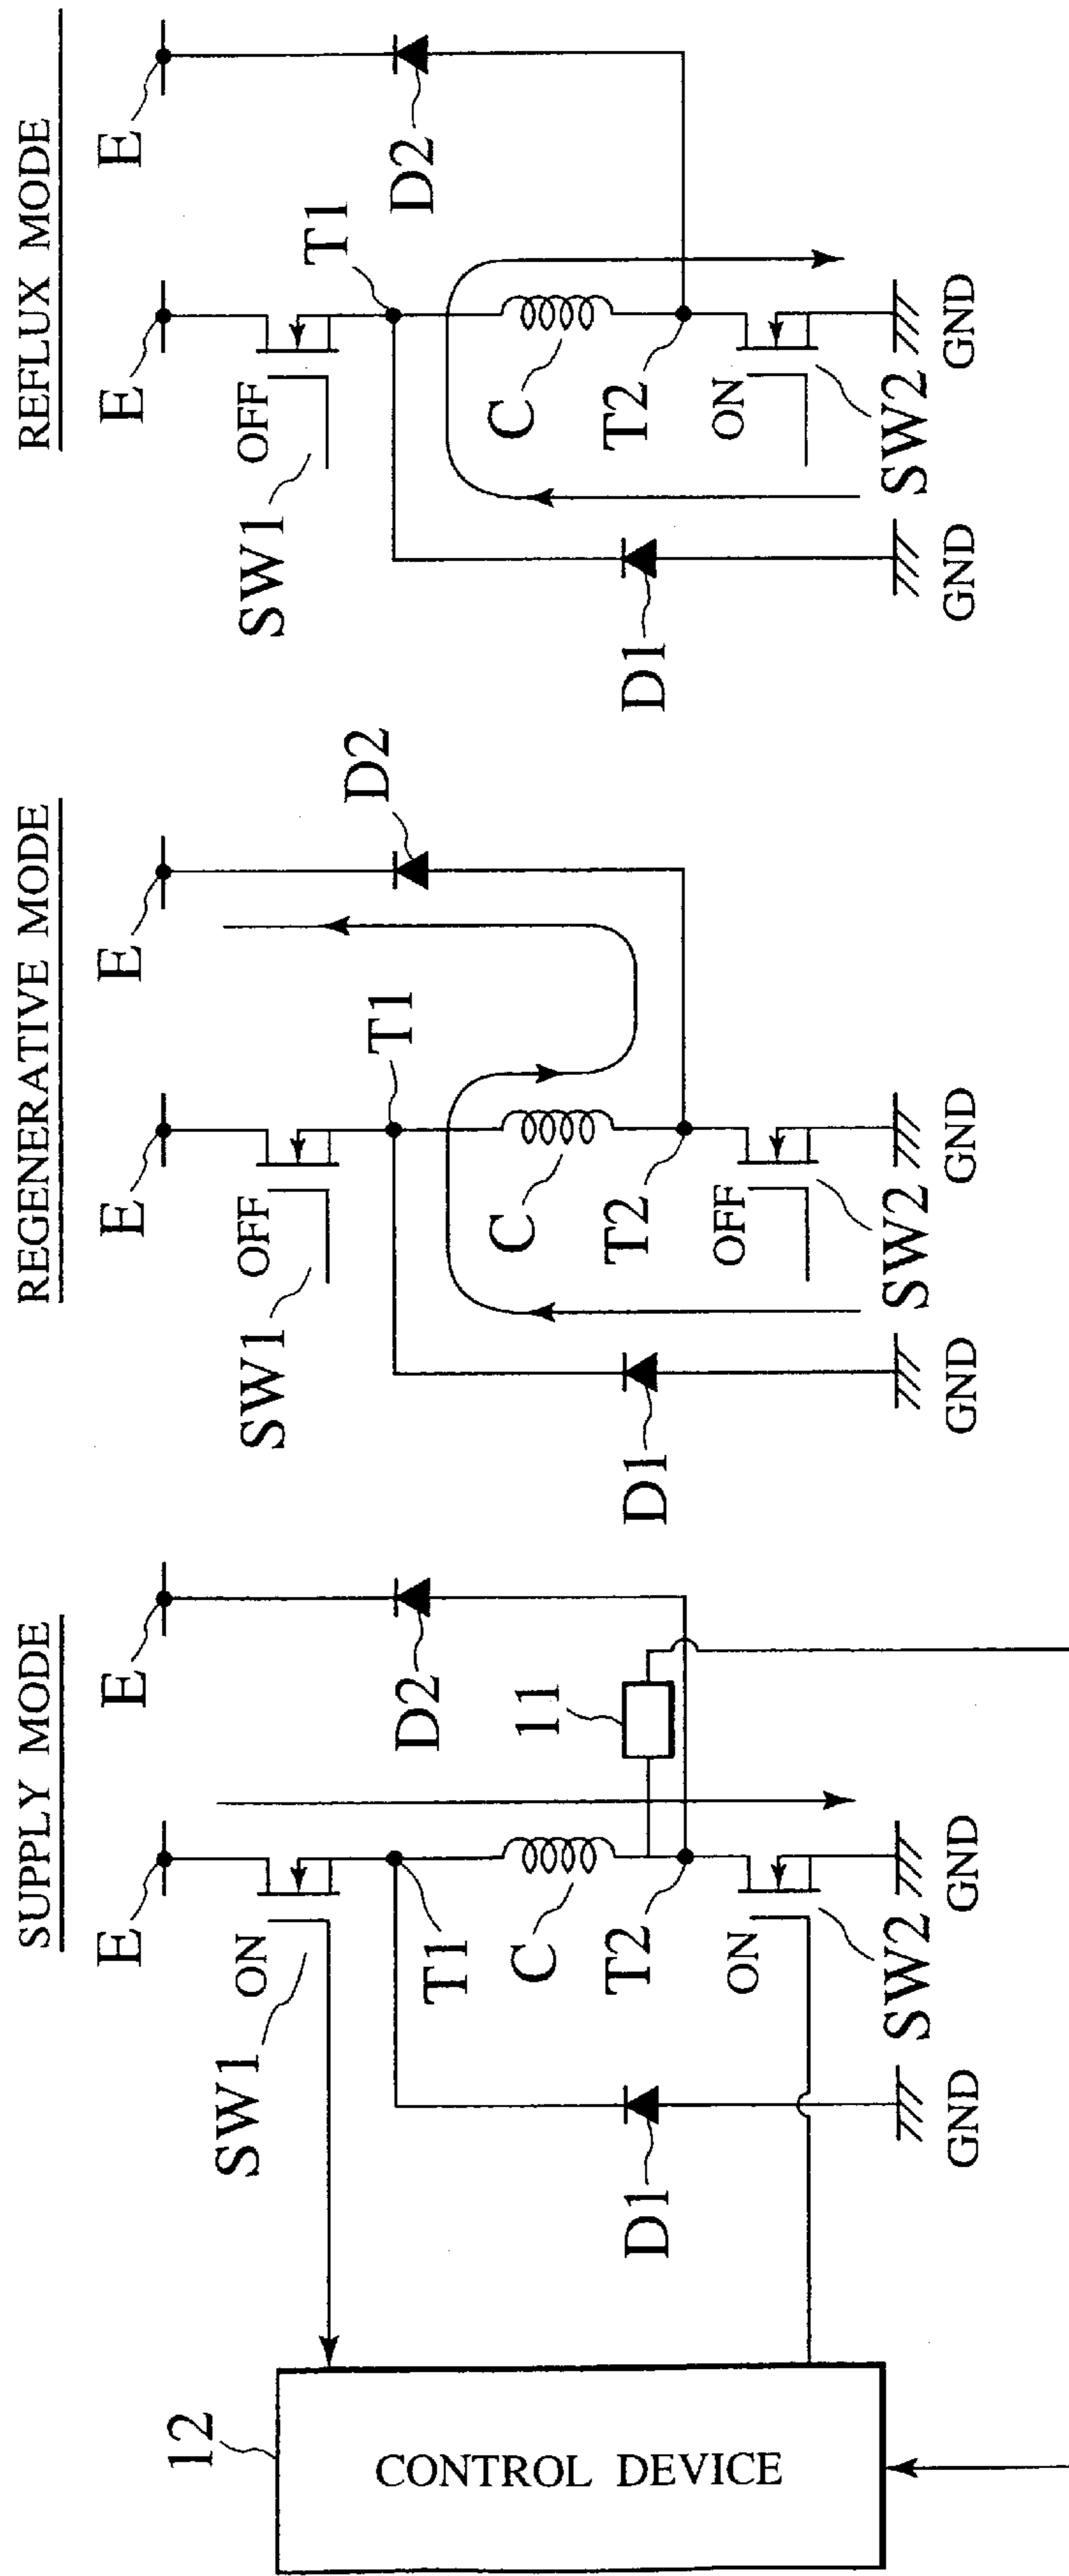 SUPPLY MODE
E
E
SW1
ON
T1
D2
C
11
T2
ON
D1
SW2
GND
GND
12
CONTROL DEVICE
REGENERATIVE MODE
E
E
SW1
OFF
T1
D2
C
T2
OFF
D1
SW2
GND
GND
REFLUX MODE
E
E
SW1
OFF
T1
D2
C
T2
ON
D1
SW2
GND
GND